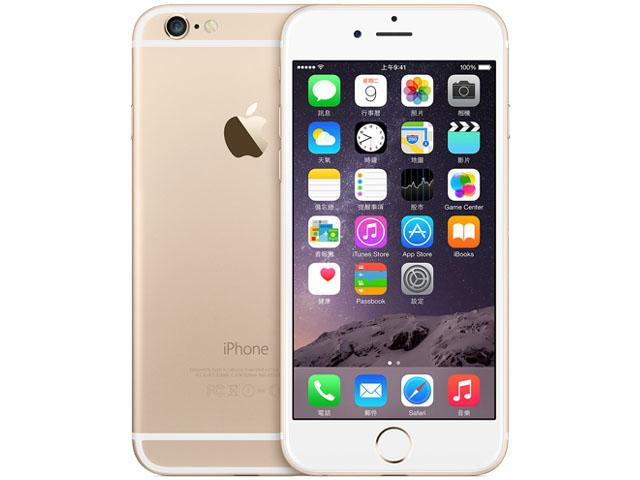 上午9:41
100%
星期二
9
280
訊息
行事曆
照片
相機
天氣
時鐘
地圖
影片
備忘錄
提醒事項
股市
Game Center
書報攤
iTunes Store
App Store
iBooks
健康
Passbook
設定
電話
郵件
Safari
音樂
iPhone